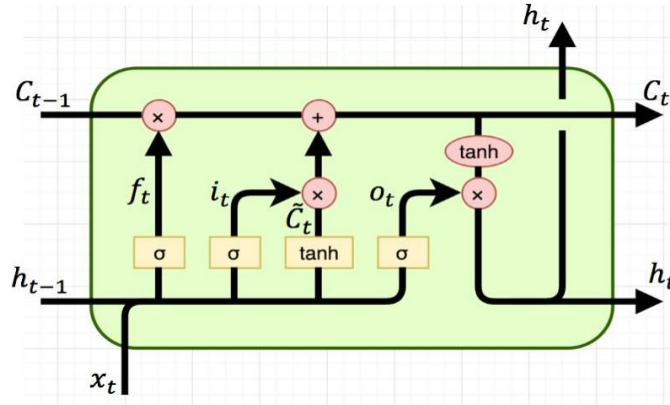 h_t
C_{t-1}
×
+
C_t
tanh
f_t
i_t
×
o_t
×
C̃_t
σ
σ
tanh
σ
h_{t-1}
h_t
x_t